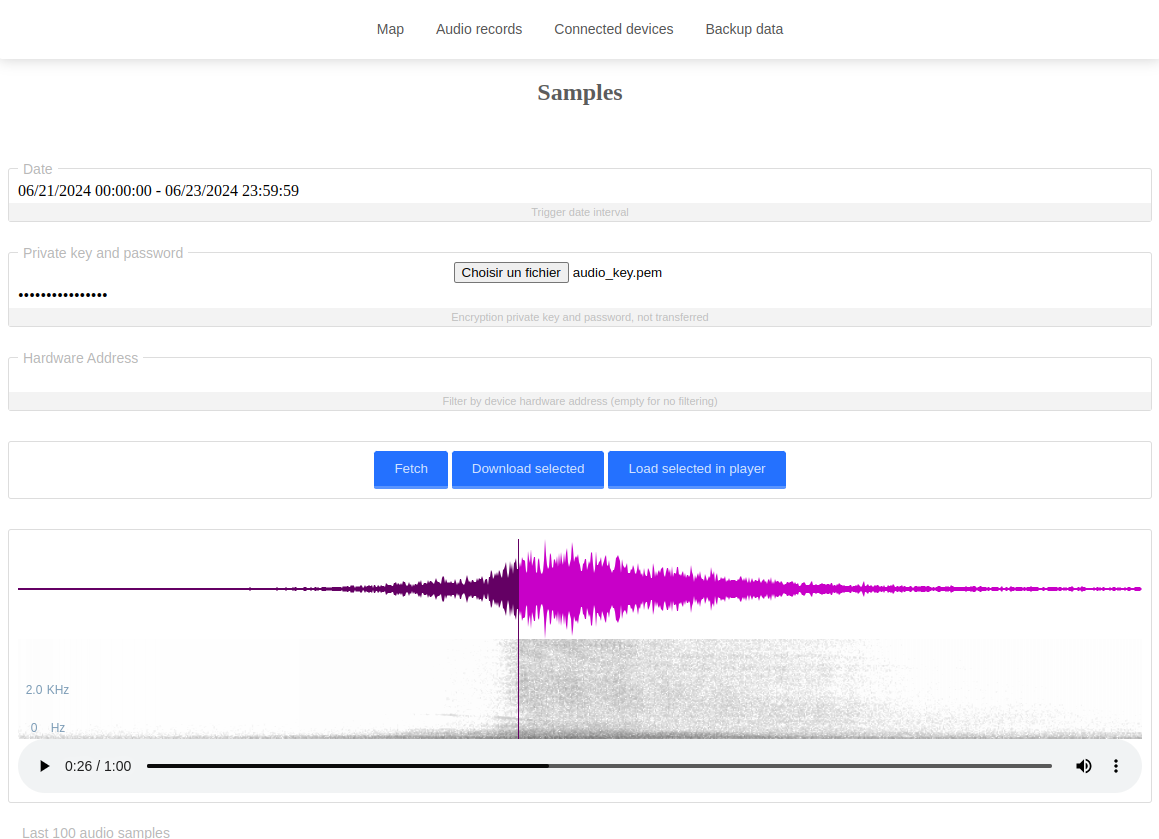 Map Audio records Connected devices Backup data
Samples
Date
06/21/2024 00:00:00 - 06/23/2024 23:59:59
Trigger date interval
Private key and password
Choisir un fichier audio_key.pem
••••••••••••••••
Encryption private key and password, not transferred
Hardware Address
Filter by device hardware address (empty for no filtering)
Fetch Download selected Load selected in player
2.0 KHz
0 Hz
0:26 / 1:00
Last 100 audio samples